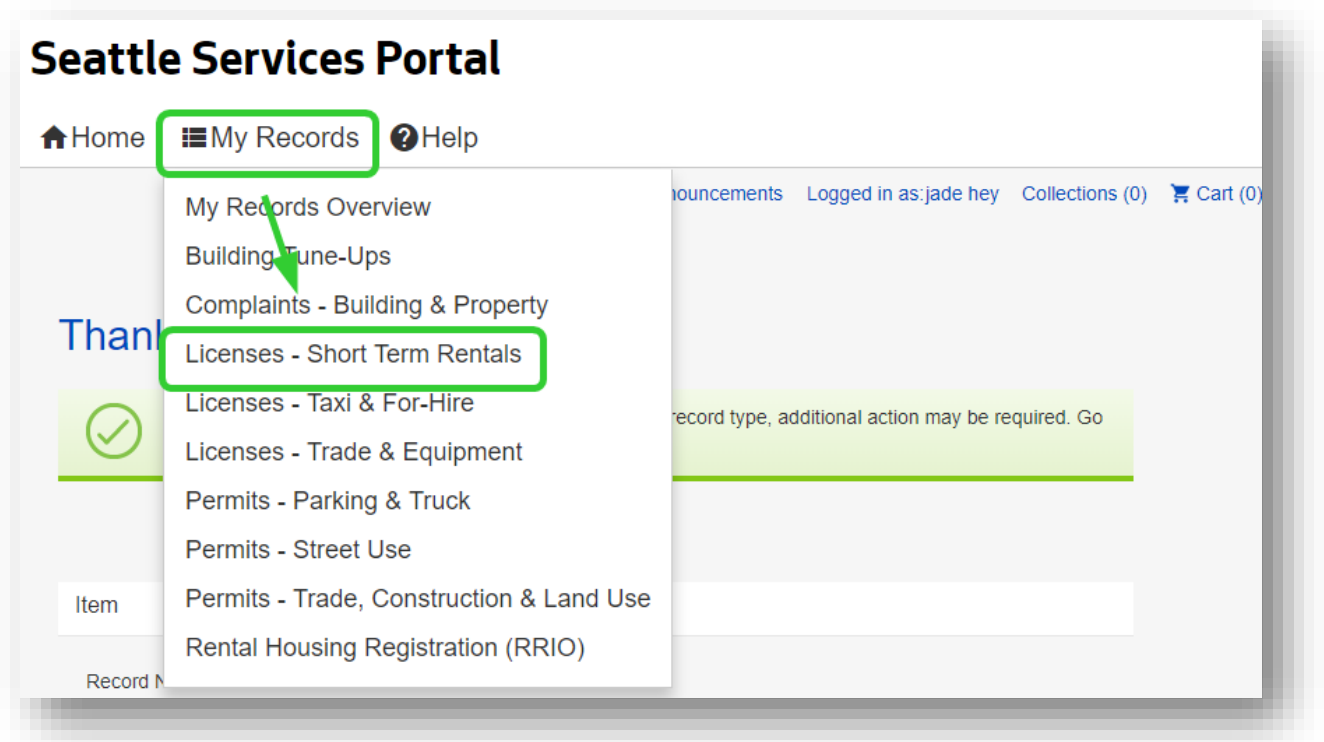 Seattle Services Portal
Home My Records Help
My Records Overview
Building Tune-Ups
Complaints - Building & Property
Licenses - Short Term Rentals
Licenses - Taxi & For-Hire
Licenses - Trade & Equipment
Permits - Parking & Truck
Permits - Street Use
Permits - Trade, Construction & Land Use
Rental Housing Registration (RRIO)
Logged in as:jade hey Collections (0) Cart (0)
record type, additional action may be required. Go
Item
Record